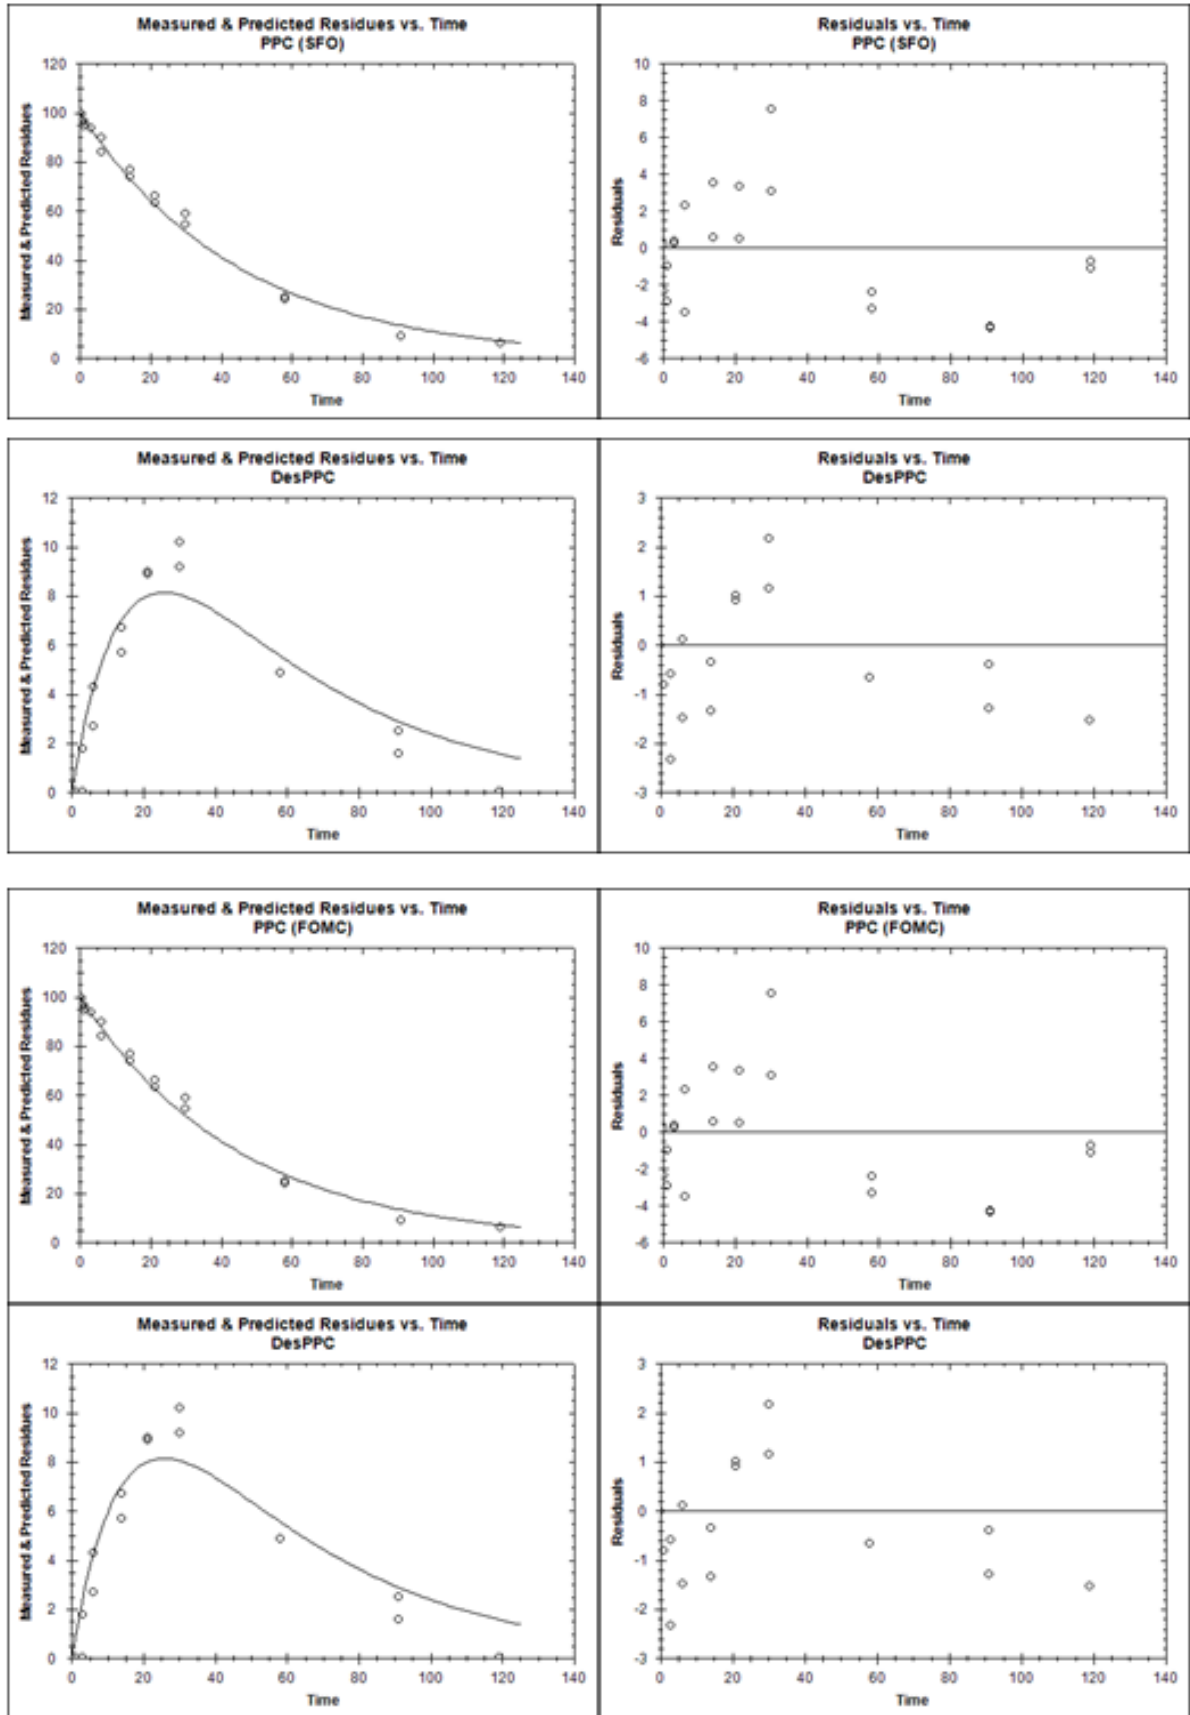 Measured & Predicted Residues vs. Time
PPC (SFO)
Measured & Predicted Residues
120
100
80
60
40
20
0
0 20 40 60 80 100 120 140
Time
Residuals vs. Time
PPC (SFO)
Residuals
10
8
6
4
2
0
-2
-4
-6
0 20 40 60 80 100 120 140
Time
Measured & Predicted Residues vs. Time
DesPPC
Measured & Predicted Residues
12
10
8
6
4
2
0
0 20 40 60 80 100 120 140
Time
Residuals vs. Time
DesPPC
Residuals
3
2
1
0
-1
-2
-3
0 20 40 60 80 100 120 140
Time
Measured & Predicted Residues vs. Time
PPC (FOMC)
Measured & Predicted Residues
120
100
80
60
40
20
0
0 20 40 60 80 100 120 140
Time
Residuals vs. Time
PPC (FOMC)
Residuals
10
8
6
4
2
0
-2
-4
-6
0 20 40 60 80 100 120 140
Time
Measured & Predicted Residues vs. Time
DesPPC
Measured & Predicted Residues
12
10
8
6
4
2
0
0 20 40 60 80 100 120 140
Time
Residuals vs. Time
DesPPC
Residuals
3
2
1
0
-1
-2
-3
0 20 40 60 80 100 120 140
Time